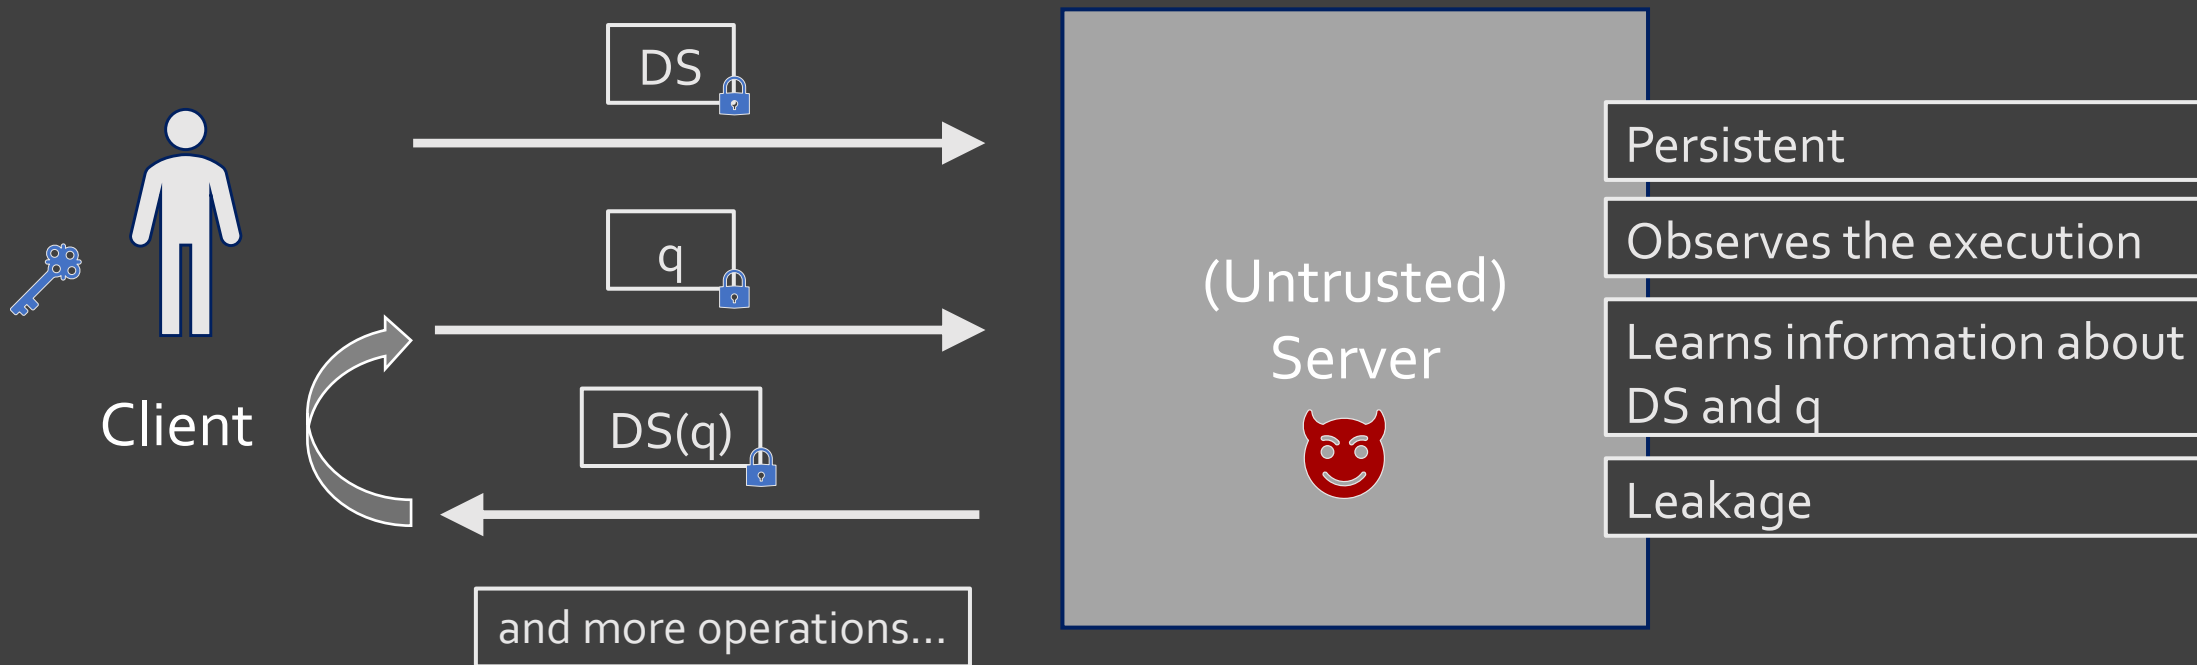 DS
q
DS(q)
and more operations...
Client
(Untrusted)
Server
Persistent
Observes the execution
Learns information about
DS and q
Leakage